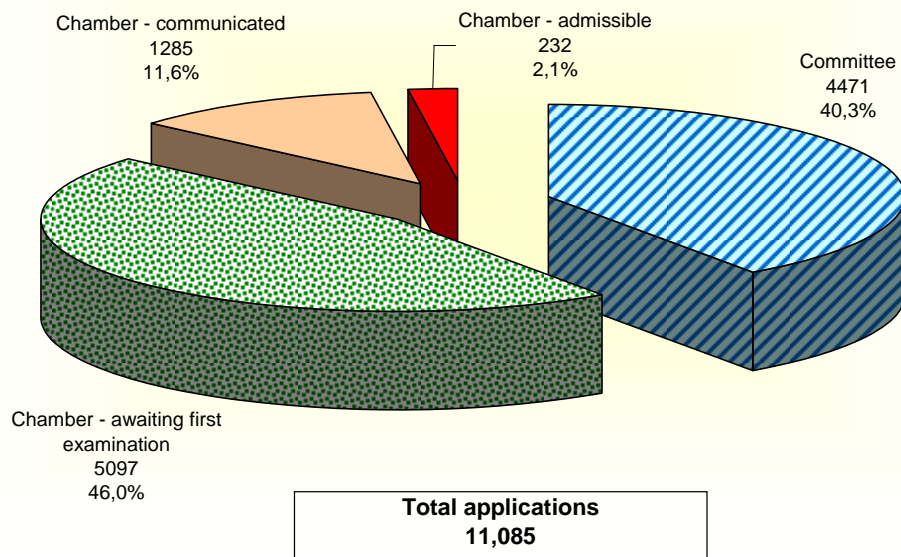 Chamber - communicated
1285
11,6%
Chamber - admissible
232
2,1%
Committee
4471
40,3%
Chamber - awaiting first
examination
5097
46,0%
Total applications
11,085